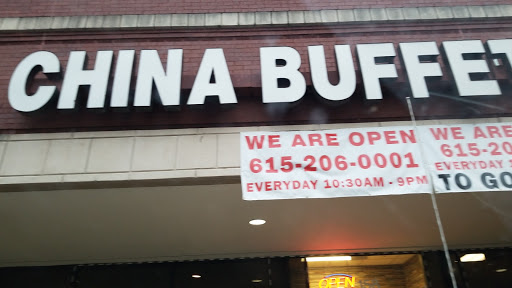 CHINA BUFFET
WE ARE OPEN
615-206-0001
EVERYDAY 10:30AM - 9PM
WE ARE
615-20
EVERYDAY 1
TO GO
OPEN